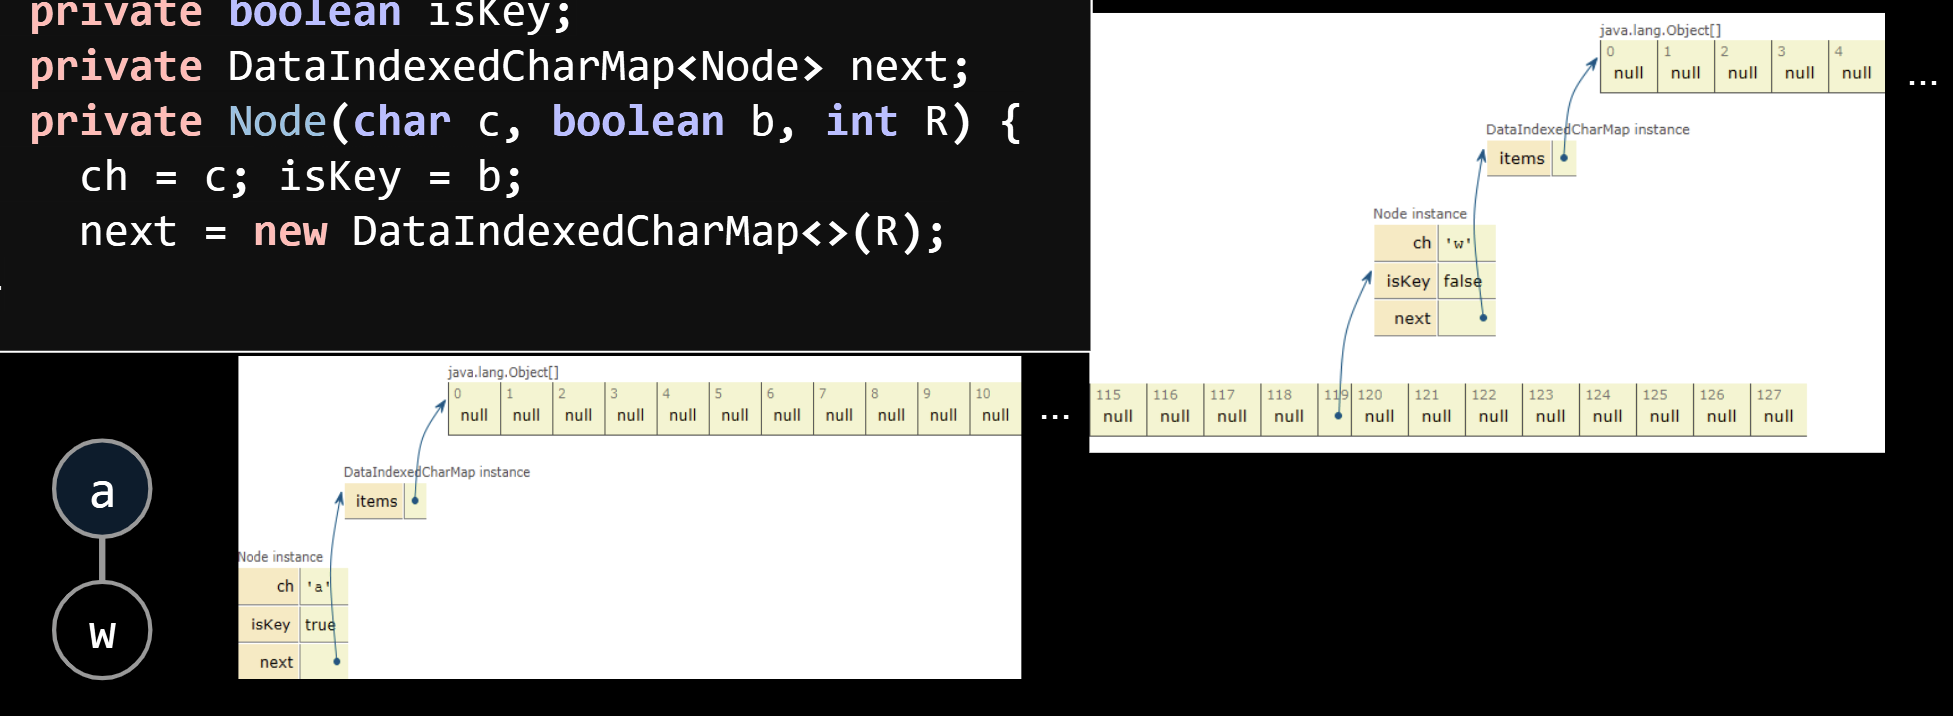 private boolean isKey;
private DataIndexedCharMap<Node> next;
private Node(char c, boolean b, int R) {
ch = c; isKey = b;
next = new DataIndexedCharMap<>(R);
java.lang.Object[]
0 1 2 3 4
null null null null null
...
DataIndexedCharMap instance
items
Node instance
ch 'w'
isKey false
next
115 116 117 118 119 120 121 122 123 124 125 126 127
null null null null null null null null null null null null
java.lang.Object[]
0 1 2 3 4 5 6 7 8 9 10
null null null null null null null null null null null
...
DataIndexedCharMap instance
items
Node instance
ch 'a'
isKey true
next
a
w